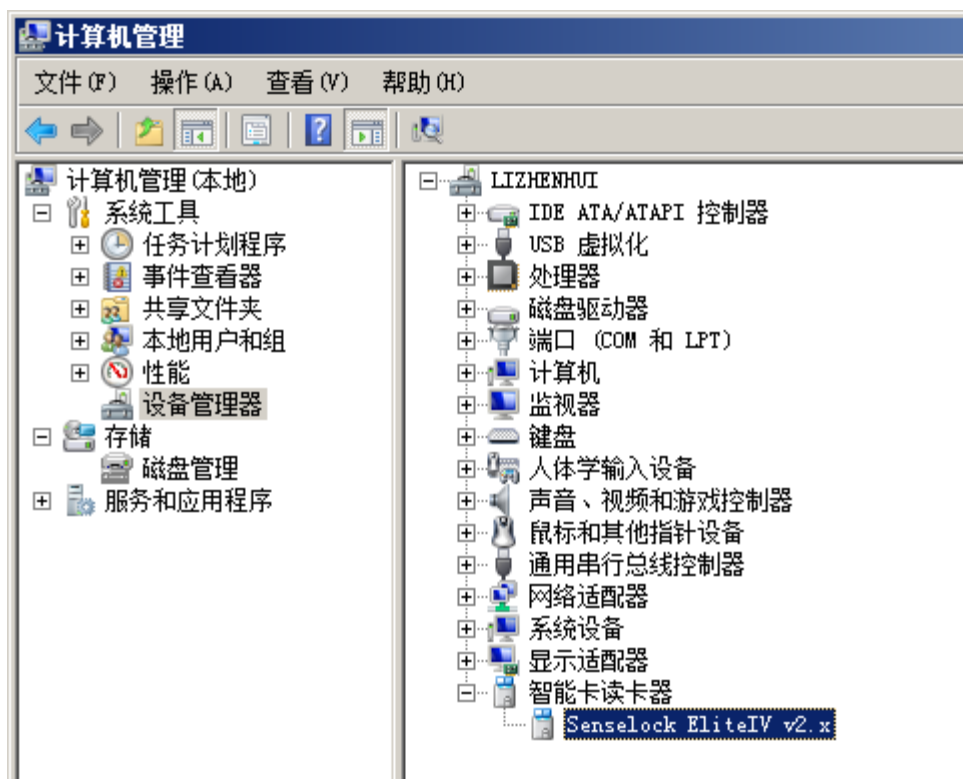 计算机管理
文件(F) 操作(A) 查看(V) 帮助(H)
计算机管理(本地)
系统工具
任务计划程序
事件查看器
共享文件夹
本地用户和组
性能
设备管理器
存储
磁盘管理
服务和应用程序
LIZHENHUI
IDE ATA/ATAPI 控制器
USB 虚拟化
处理器
磁盘驱动器
端口 (COM 和 LPT)
计算机
监视器
键盘
人体学输入设备
声音、视频和游戏控制器
鼠标和其他指针设备
通用串行总线控制器
网络适配器
系统设备
显示适配器
智能卡读卡器
Senselock EliteIV v2.x